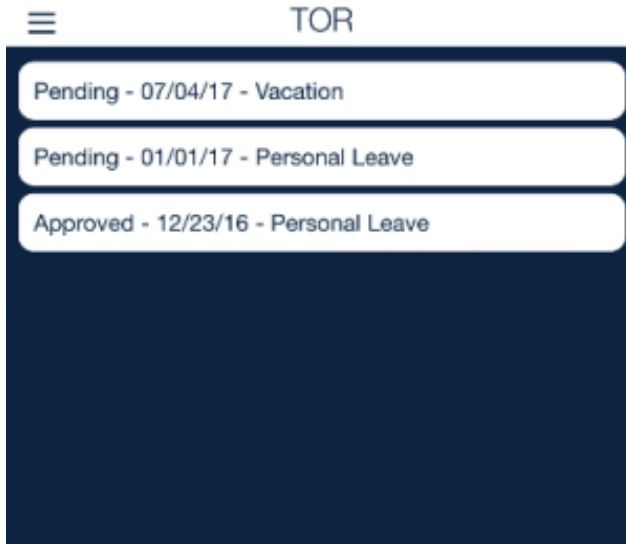 TOR
Pending - 07/04/17 - Vacation
Pending - 01/01/17 - Personal Leave
Approved - 12/23/16 - Personal Leave